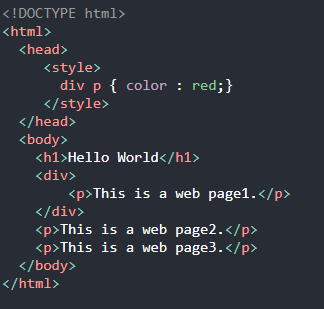 <!DOCTYPE html>
<html>
  <head>
     <style>
       div p { color : red;}
     </style>
  </head>
  <body>
    <h1>Hello World</h1>
    <div>
        <p>This is a web page1.</p>
    </div>
    <p>This is a web page2.</p>
    <p>This is a web page3.</p>
  </body>
</html>